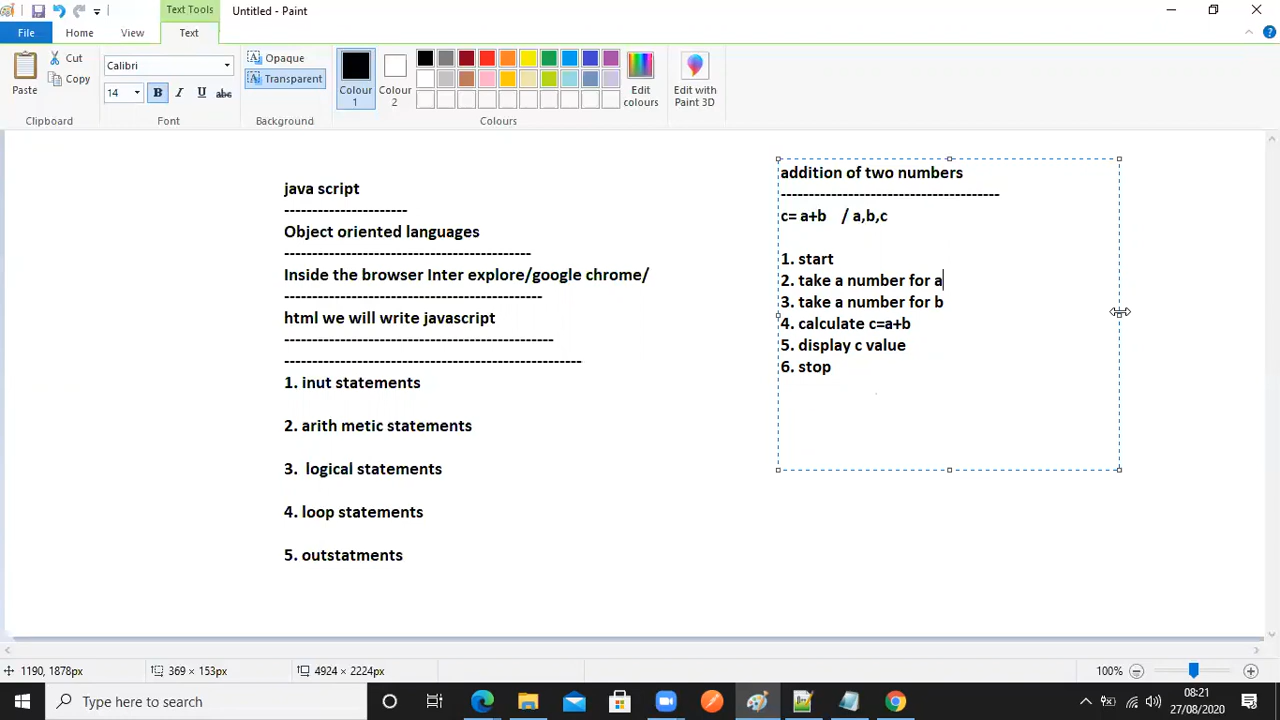 Text Tools
Untitled - Paint
File
Home
View
Text
Paste
Cut
Copy
Clipboard
Calibri
14
B
I
U
abc
Font
Opaque
Transparent
Background
Colour
1
Colour
2
Edit
colours
Colours
Edit with
Paint 3D
java script
----------------------
Object oriented languages
--------------------------------------------
Inside the browser Inter explore/google chrome/
----------------------------------------------
html we will write javascript
------------------------------------------------
-----------------------------------------------------
1. inut statements
2. arith metic statements
3.  logical statements
4. loop statements
5. outstatments
addition of two numbers
---------------------------------------
c= a+b    / a,b,c
1. start
2. take a number for a
3. take a number for b
4. calculate c=a+b
5. display c value
6. stop
1190, 1878px
369 × 153px
4924 × 2224px
100%
Type here to search
08:21
27/08/2020